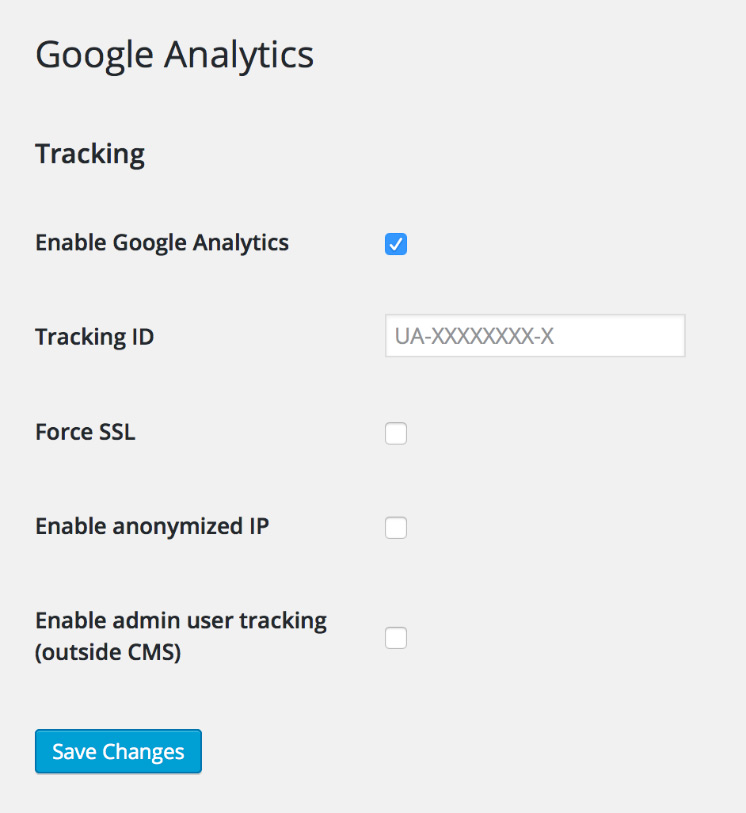 Google Analytics
Tracking
Enable Google Analytics
Tracking ID
UA-XXXXXXXX-X
Force SSL
Enable anonymized IP
Enable admin user tracking
(outside CMS)
Save Changes